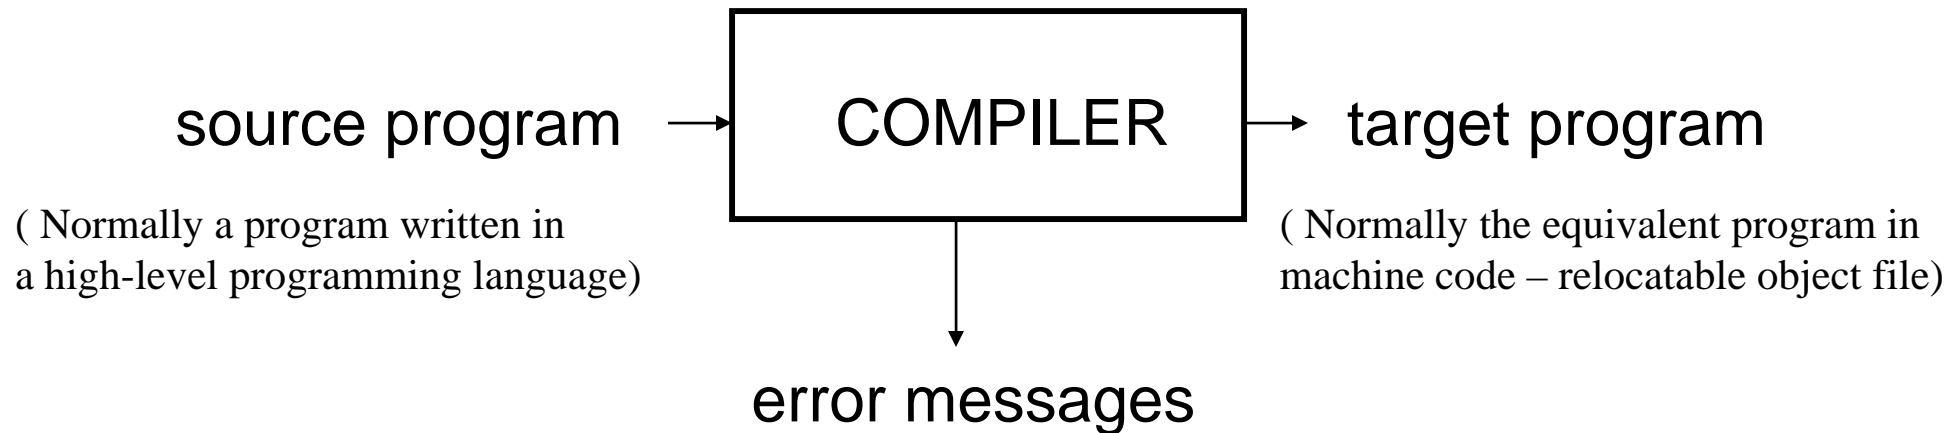 source program
COMPILER
target program
( Normally a program written in
a high-level programming language)
( Normally the equivalent program in
machine code – relocatable object file)
error messages